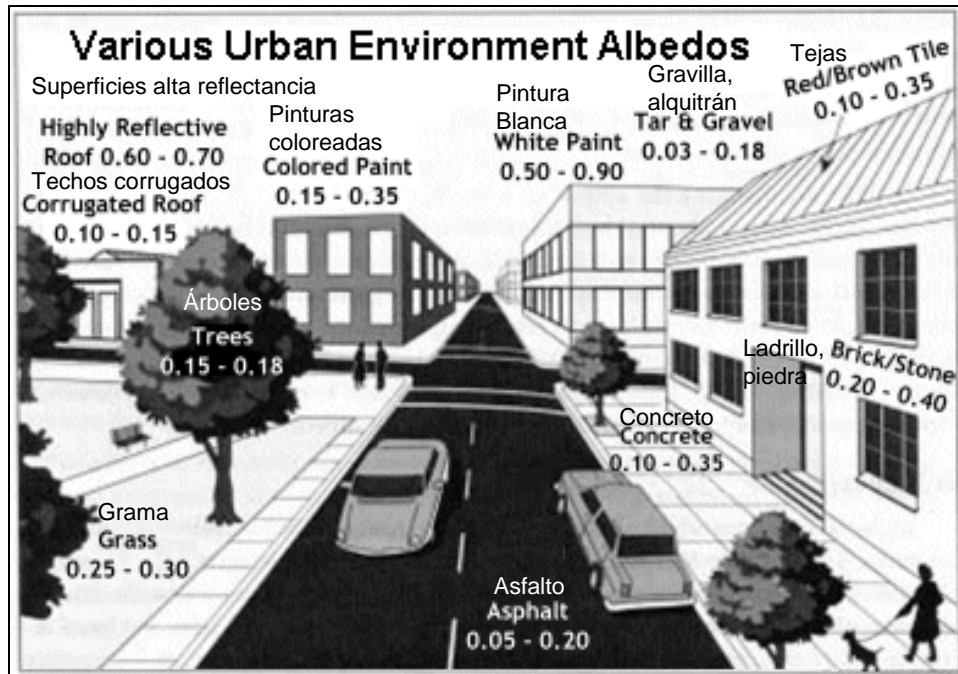 Various Urban Environment Albedos
Superficies alta reflectancia
Highly Reflective
Roof 0.60 - 0.70
Techos corrugados
Corrugated Roof
0.10 - 0.15
Pinturas
coloreadas
Colored Paint
0.15 - 0.35
Pintura
Blanca
White Paint
0.50 - 0.90
Gravilla,
alquitrán
Tar & Gravel
0.03 - 0.18
Tejas
Red/Brown Tile
0.10 - 0.35
Árboles
Trees
0.15 - 0.18
Ladrillo,
piedra
Brick/Stone
0.20 - 0.40
Concreto
Concrete
0.10 - 0.35
Grama
Grass
0.25 - 0.30
Asfalto
Asphalt
0.05 - 0.20